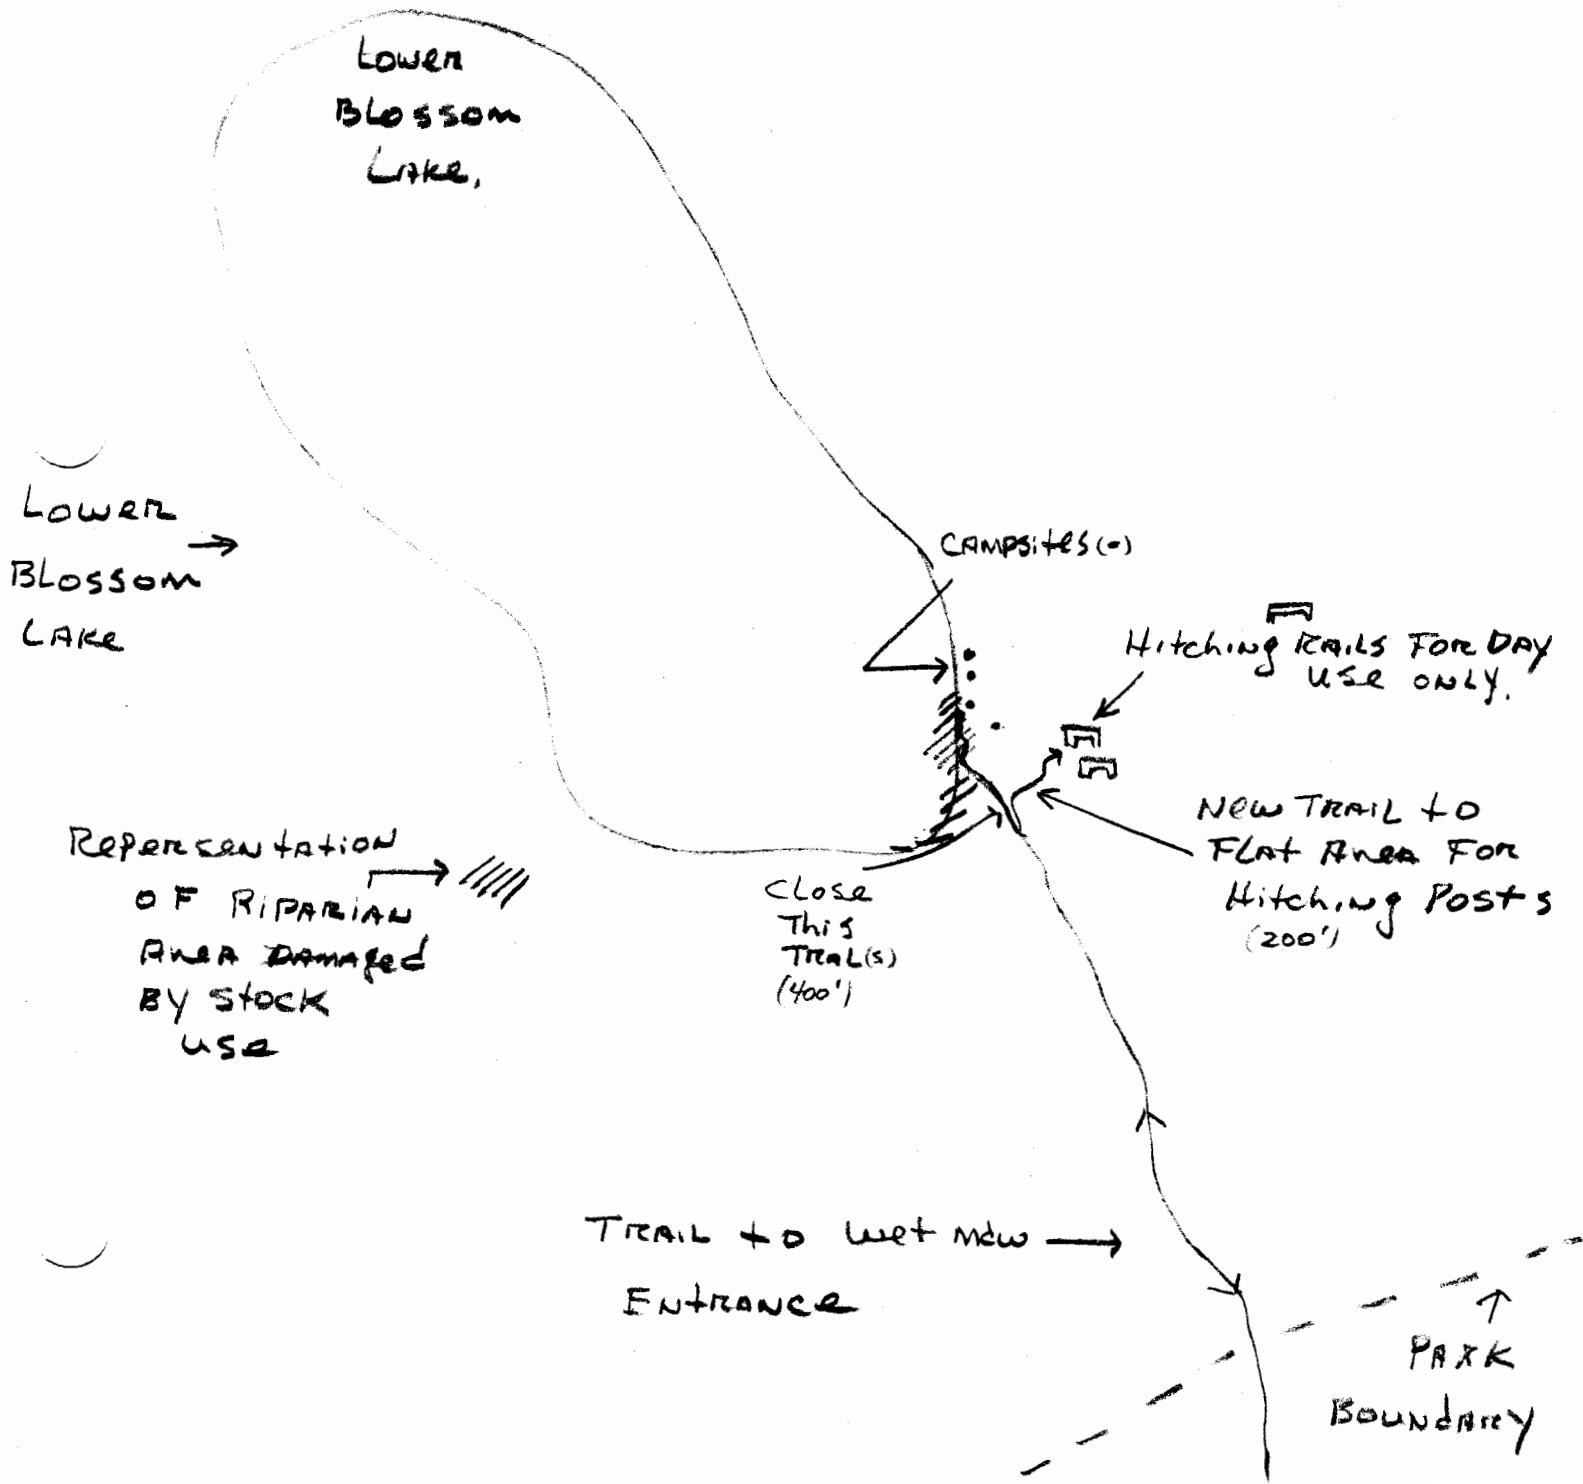 Lower
Blossom
Lake,
Lower
Blossom
Lake
Campsites(•)
Hitching Rails For Day
use only.
New Trail to
Flat Area For
Hitching Posts
(200')
Repersentation
of Riparian
Area Damaged
By Stock
use
Close
This
Tral(s)
(400')
Trail to Wet Mdw
Entrance
Park
Boundary